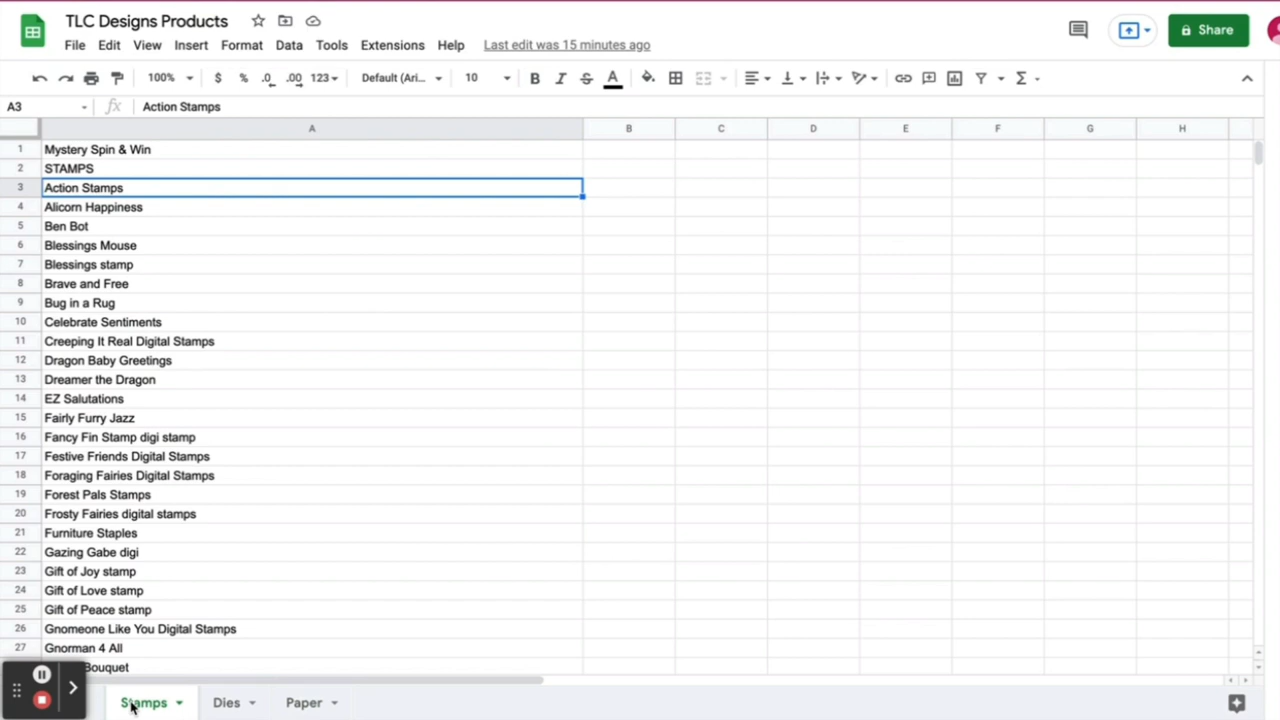 TLC Designs Products
File Edit View Insert Format Data Tools Extensions Help Last edit was 15 minutes ago
Share
100% $ % .0 .00 123 Default (Ari... 10 B I S A Σ
A3 fx Action Stamps
A B C D E F G H
1 Mystery Spin & Win
2 STAMPS
3 Action Stamps
4 Alicorn Happiness
5 Ben Bot
6 Blessings Mouse
7 Blessings stamp
8 Brave and Free
9 Bug in a Rug
10 Celebrate Sentiments
11 Creeping It Real Digital Stamps
12 Dragon Baby Greetings
13 Dreamer the Dragon
14 EZ Salutations
15 Fairly Furry Jazz
16 Fancy Fin Stamp digi stamp
17 Festive Friends Digital Stamps
18 Foraging Fairies Digital Stamps
19 Forest Pals Stamps
20 Frosty Fairies digital stamps
21 Furniture Staples
22 Gazing Gabe digi
23 Gift of Joy stamp
24 Gift of Love stamp
25 Gift of Peace stamp
26 Gnomeone Like You Digital Stamps
27 Gnorman 4 All
Bouquet
Stamps Dies Paper